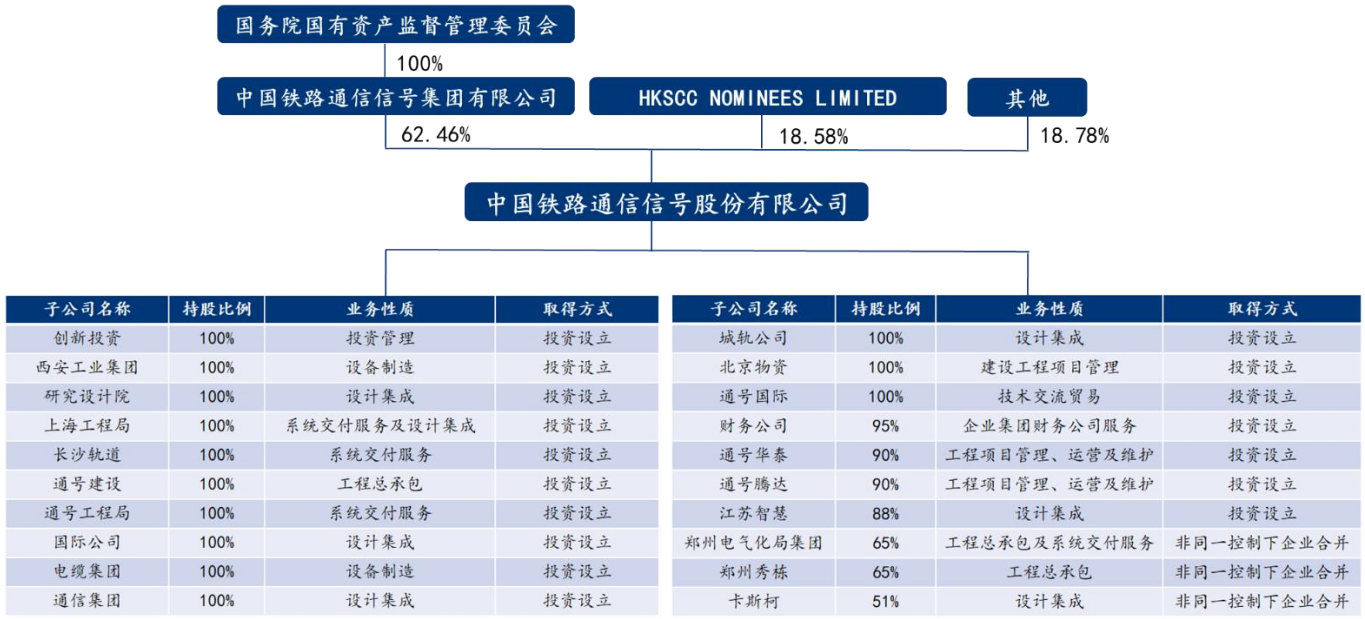 国务院国有资产监督管理委员会
100%
中国铁路通信信号集团有限公司 HKSCC NOMINEES LIMITED 其他
62.46% 18.58% 18.78%
中国铁路通信信号股份有限公司
子公司名称 持股比例 业务性质 取得方式
创新投资 100% 投资管理 投资设立
西安工业集团 100% 设备制造 投资设立
研究设计院 100% 设计集成 投资设立
上海工程局 100% 系统交付服务及设计集成 投资设立
长沙轨道 100% 系统交付服务 投资设立
通号建设 100% 工程总承包 投资设立
通号工程局 100% 系统交付服务 投资设立
国际公司 100% 设计集成 投资设立
电缆集团 100% 设备制造 投资设立
通信集团 100% 设计集成 投资设立
子公司名称 持股比例 业务性质 取得方式
城轨公司 100% 设计集成 投资设立
北京物资 100% 建设工程项目管理 投资设立
通号国际 100% 技术交流贸易 投资设立
财务公司 95% 企业集团财务公司服务 投资设立
通号华泰 90% 工程项目管理、运营及维护 投资设立
通号腾达 90% 工程项目管理、运营及维护 投资设立
江苏智慧 88% 设计集成 投资设立
郑州电气化局集团 65% 工程总承包及系统交付服务 非同一控制下企业合并
郑州秀栋 65% 工程总承包 非同一控制下企业合并
卡斯柯 51% 设计集成 非同一控制下企业合并